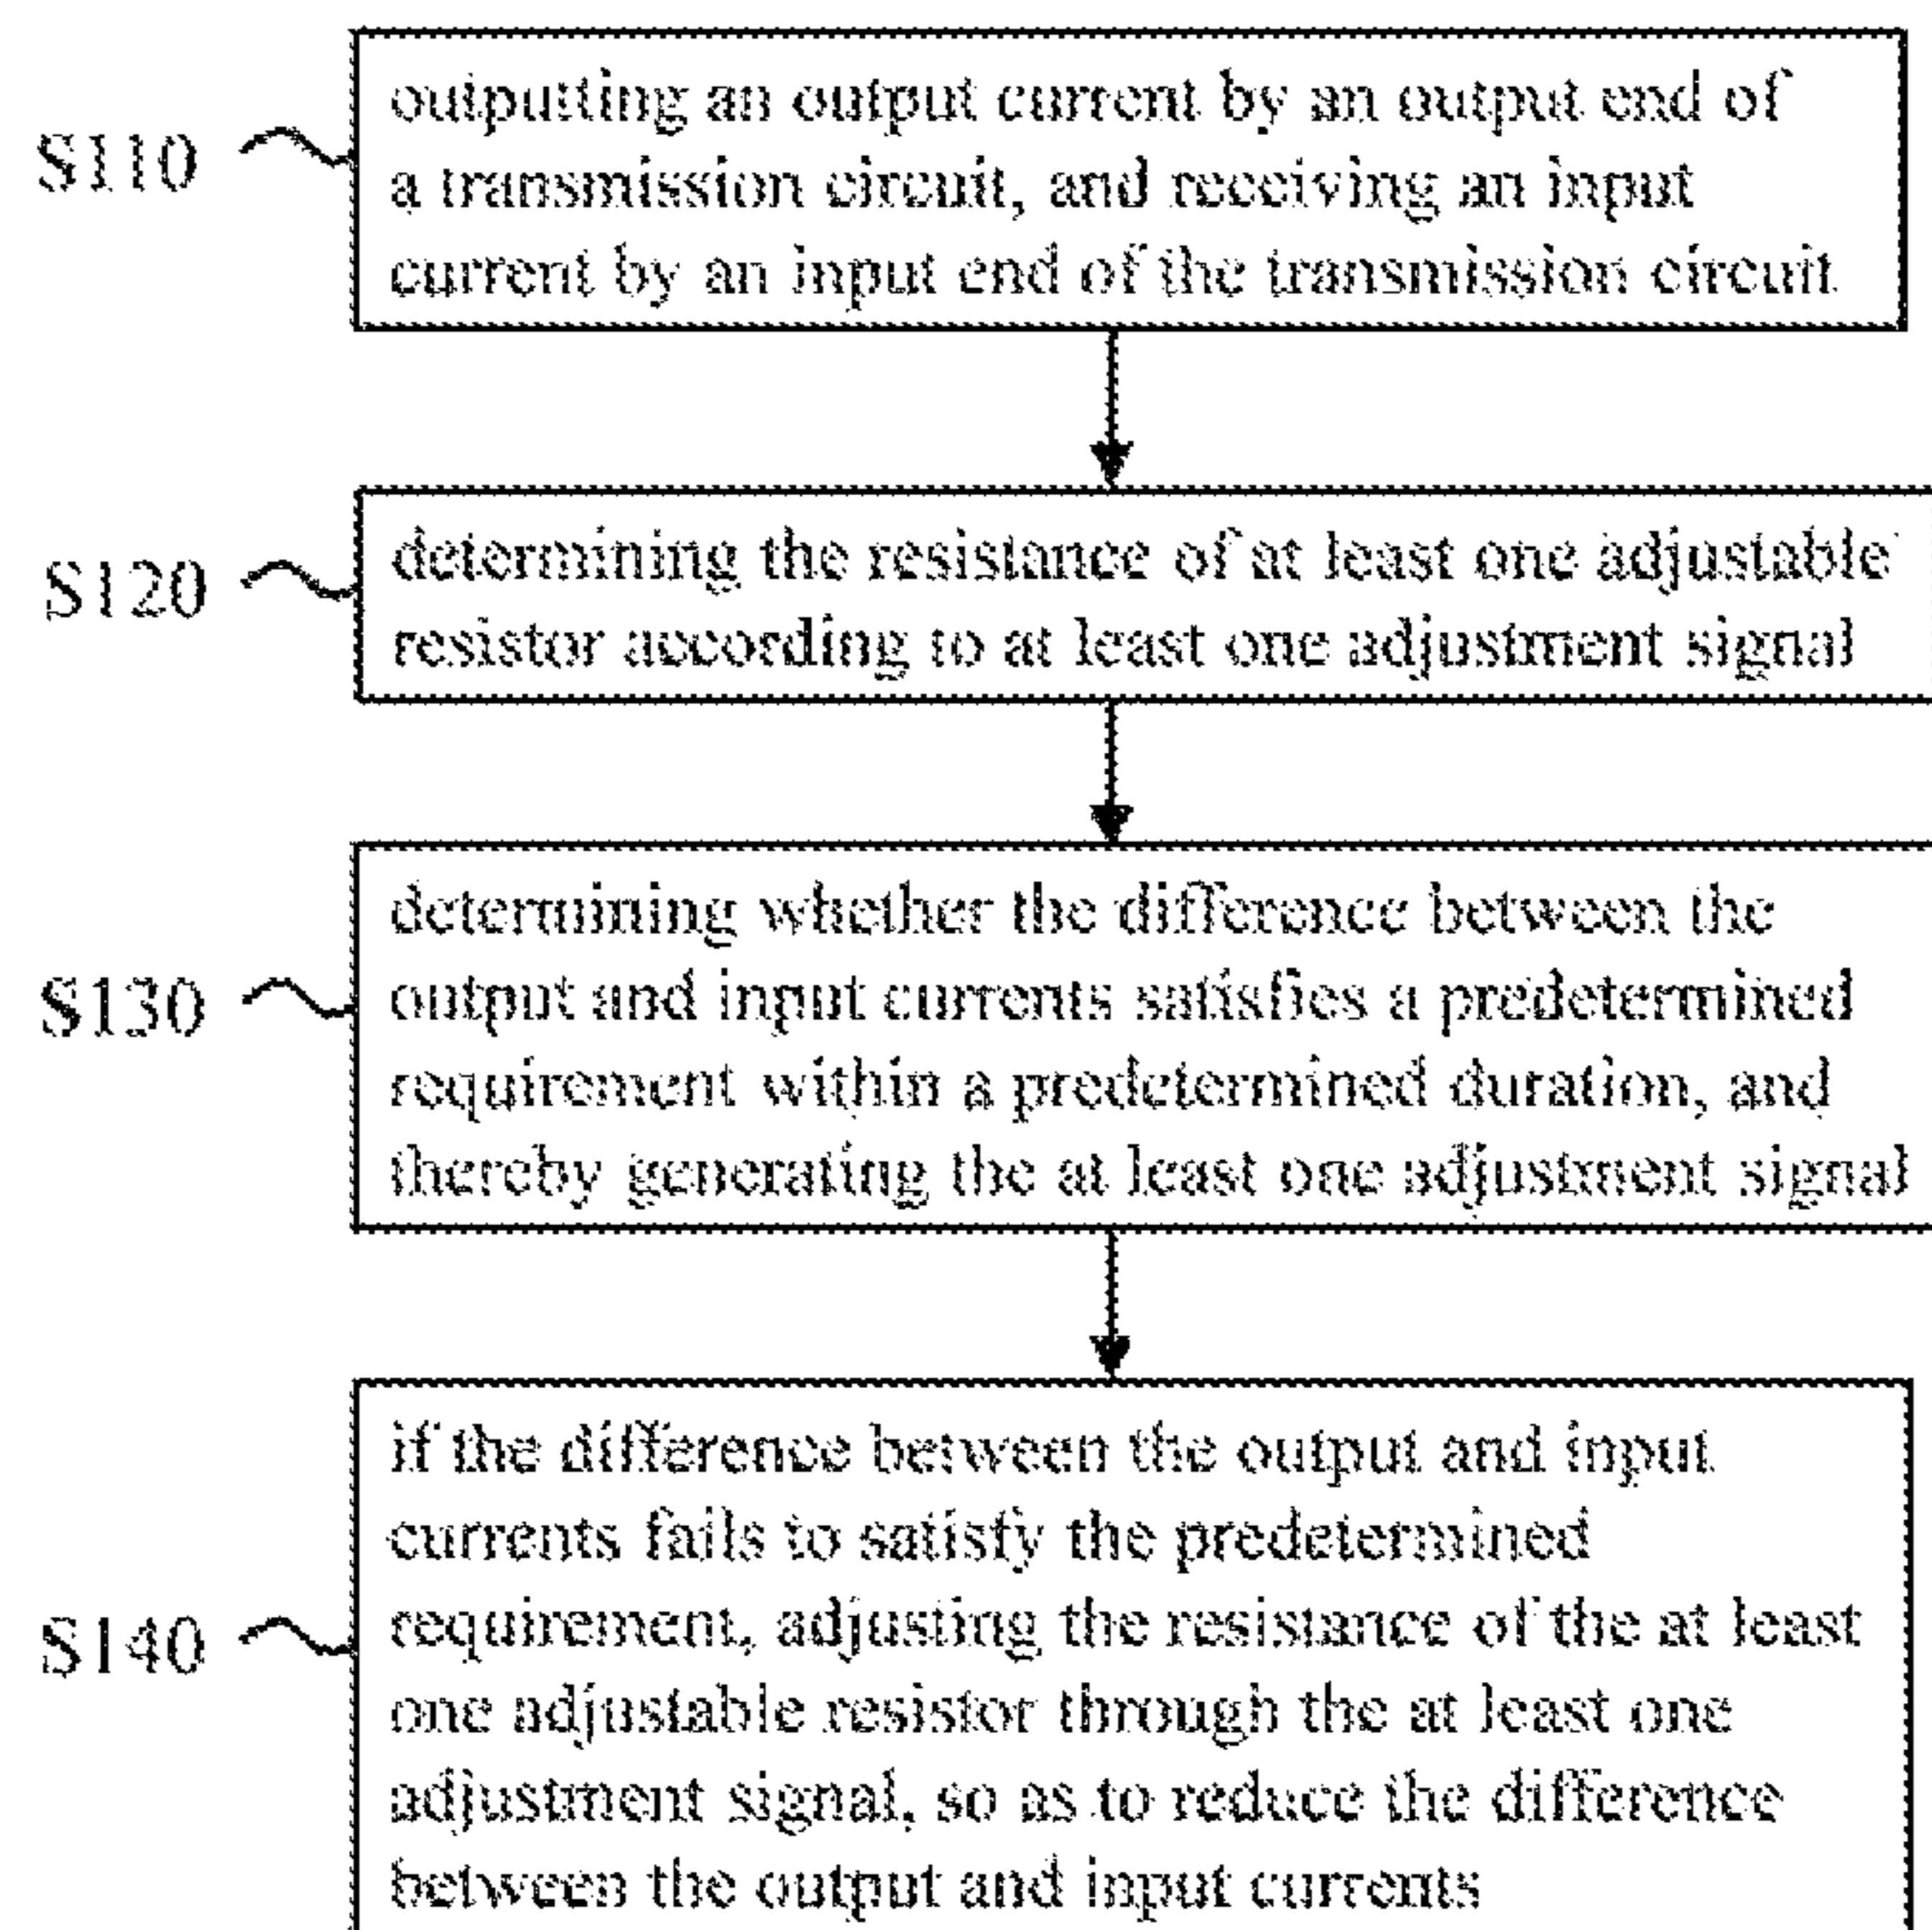 S110
outputting an output current by an output end of
a transmission circuit, and receiving an input
current by an input end of the transmission circuit
S120
determining the resistance of at least one adjustable
resistor according to at least one adjustment signal
S130
determining whether the difference between the
output and input currents satisfies a predetermined
requirement within a predetermined duration, and
thereby generating the at least one adjustment signal
S140
if the difference between the output and input
currents fails to satisfy the predetermined
requirement, adjusting the resistance of the at least
one adjustable resistor through the at least one
adjustment signal, so as to reduce the difference
between the output and input currents